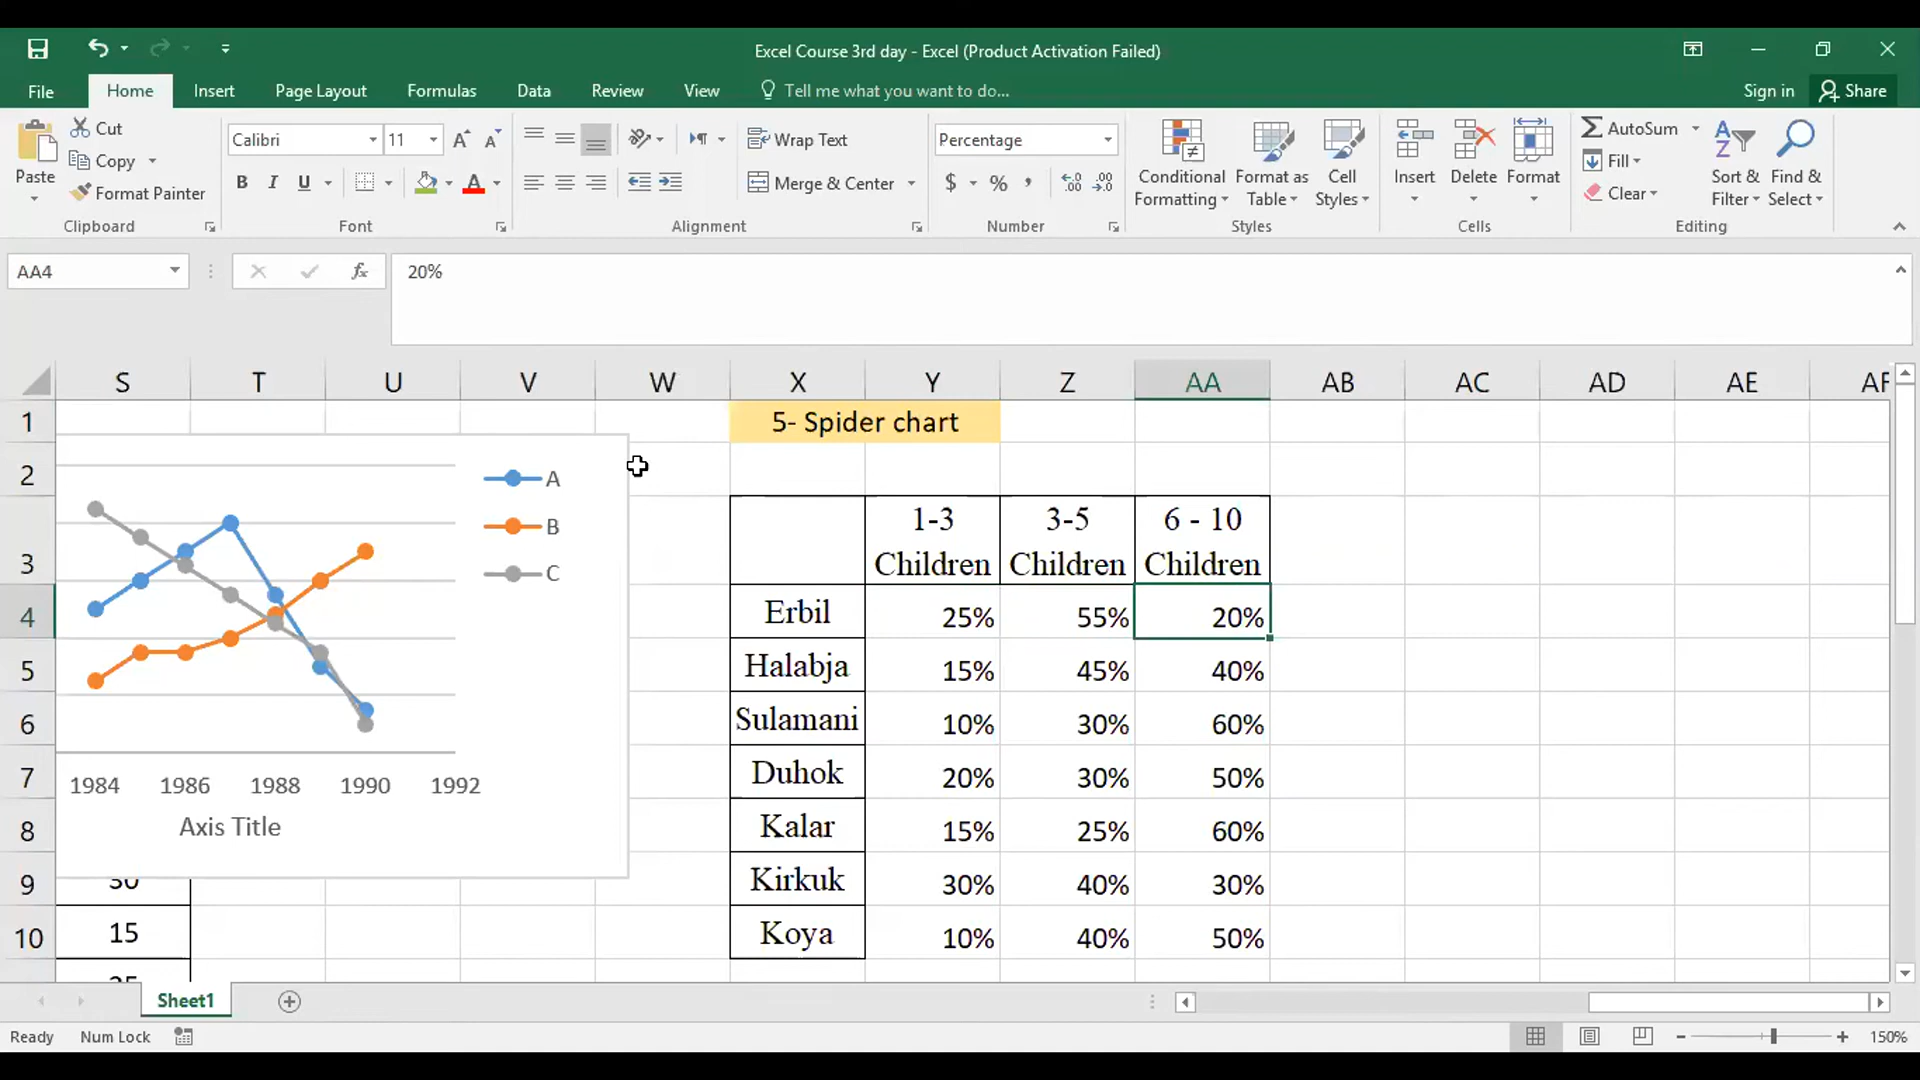 Excel Course 3rd day - Excel (Product Activation Failed)
File Home Insert Page Layout Formulas Data Review View Tell me what you want to do... Sign in Share
Paste
Cut
Copy
Format Painter
Clipboard
Calibri 11
B I U A
Font
Wrap Text
Merge & Center
Alignment
Percentage
$ % ,
Number
Conditional Formatting
Format as Table
Cell Styles
Styles
Insert Delete Format
Cells
AutoSum
Fill
Clear
Sort & Filter
Find & Select
Editing
AA4 fx 20%
S T U V W X Y Z AA AB AC AD AE AF
1 5- Spider chart
2
3 1-3 Children 3-5 Children 6 - 10 Children
4 Erbil 25% 55% 20%
5 Halabja 15% 45% 40%
6 Sulamani 10% 30% 60%
7 Duhok 20% 30% 50%
8 Kalar 15% 25% 60%
9 30 Kirkuk 30% 40% 30%
10 15 Koya 10% 40% 50%
A
B
C
1984 1986 1988 1990 1992
Axis Title
Sheet1
Ready Num Lock 150%